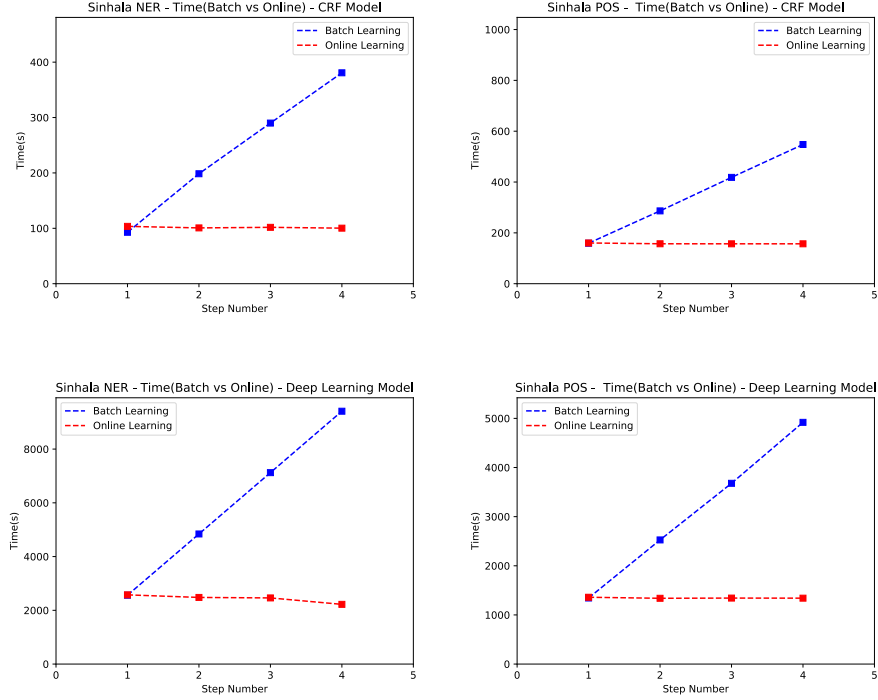 Sinhala NER - Time(Batch vs Online) - CRF Model
Batch Learning
Online Learning
400
300
200
100
0
Time(s)
0 1 2 3 4 5
Step Number
Sinhala POS - Time(Batch vs Online) - CRF Model
Batch Learning
Online Learning
1000
800
600
400
200
0
Time(s)
0 1 2 3 4 5
Step Number
Sinhala NER - Time(Batch vs Online) - Deep Learning Model
Batch Learning
Online Learning
8000
6000
4000
2000
0
Time(s)
0 1 2 3 4 5
Step Number
Sinhala POS - Time(Batch vs Online) - Deep Learning Model
Batch Learning
Online Learning
5000
4000
3000
2000
1000
0
Time(s)
0 1 2 3 4 5
Step Number